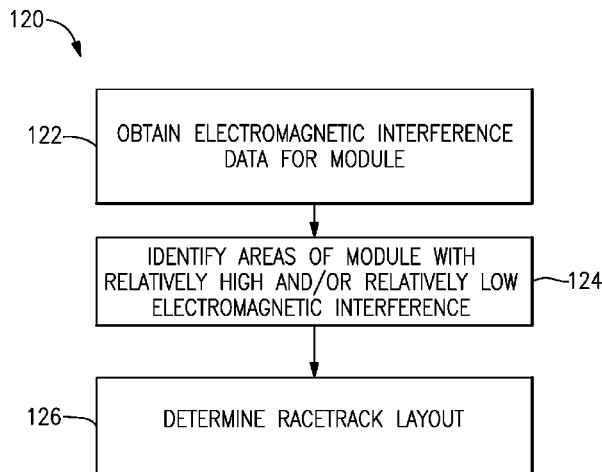 120
122
OBTAIN ELECTROMAGNETIC INTERFERENCE
DATA FOR MODULE
IDENTIFY AREAS OF MODULE WITH
RELATIVELY HIGH AND/OR RELATIVELY LOW
ELECTROMAGNETIC INTERFERENCE
124
126
DETERMINE RACETRACK LAYOUT